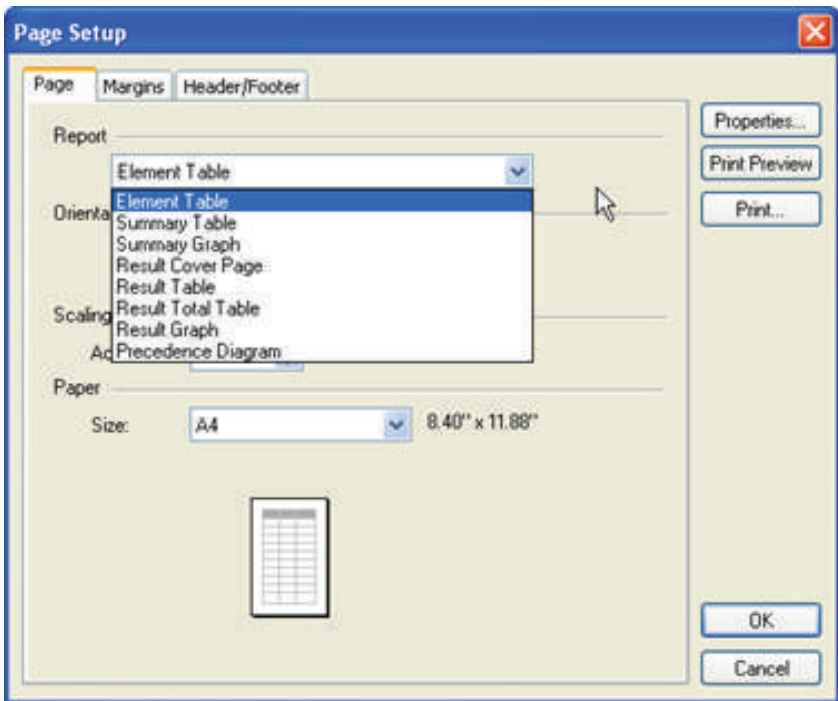 Page Setup
Page Margins Header/Footer
Report
Properties...
Element Table
Print Preview
Element Table
Orienta
Print...
Summary Table
Summary Graph
Result Cover Page
Result Table
Scaling
Result Total Table
Result Graph
Precedence Diagram
Paper
Size: A4 8.40" x 11.88"
OK
Cancel